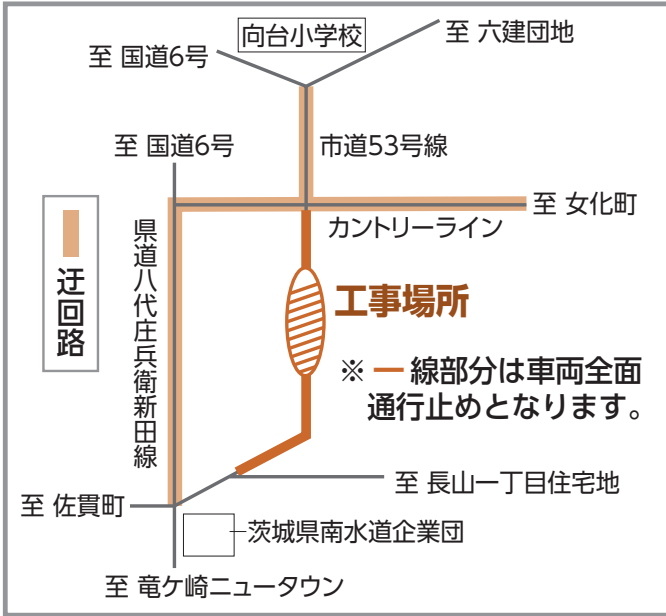 向台小学校
至 国道6号
至 六建団地
至 国道6号
市道53号線
至 女化町
カントリーライン
迂回路
県道八代庄兵衛新田線
工事場所
※ ー 線部分は車両全面
通行止めとなります。
至 長山一丁目住宅地
至 佐貫町
茨城県南水道企業団
至 竜ケ崎ニュータウン